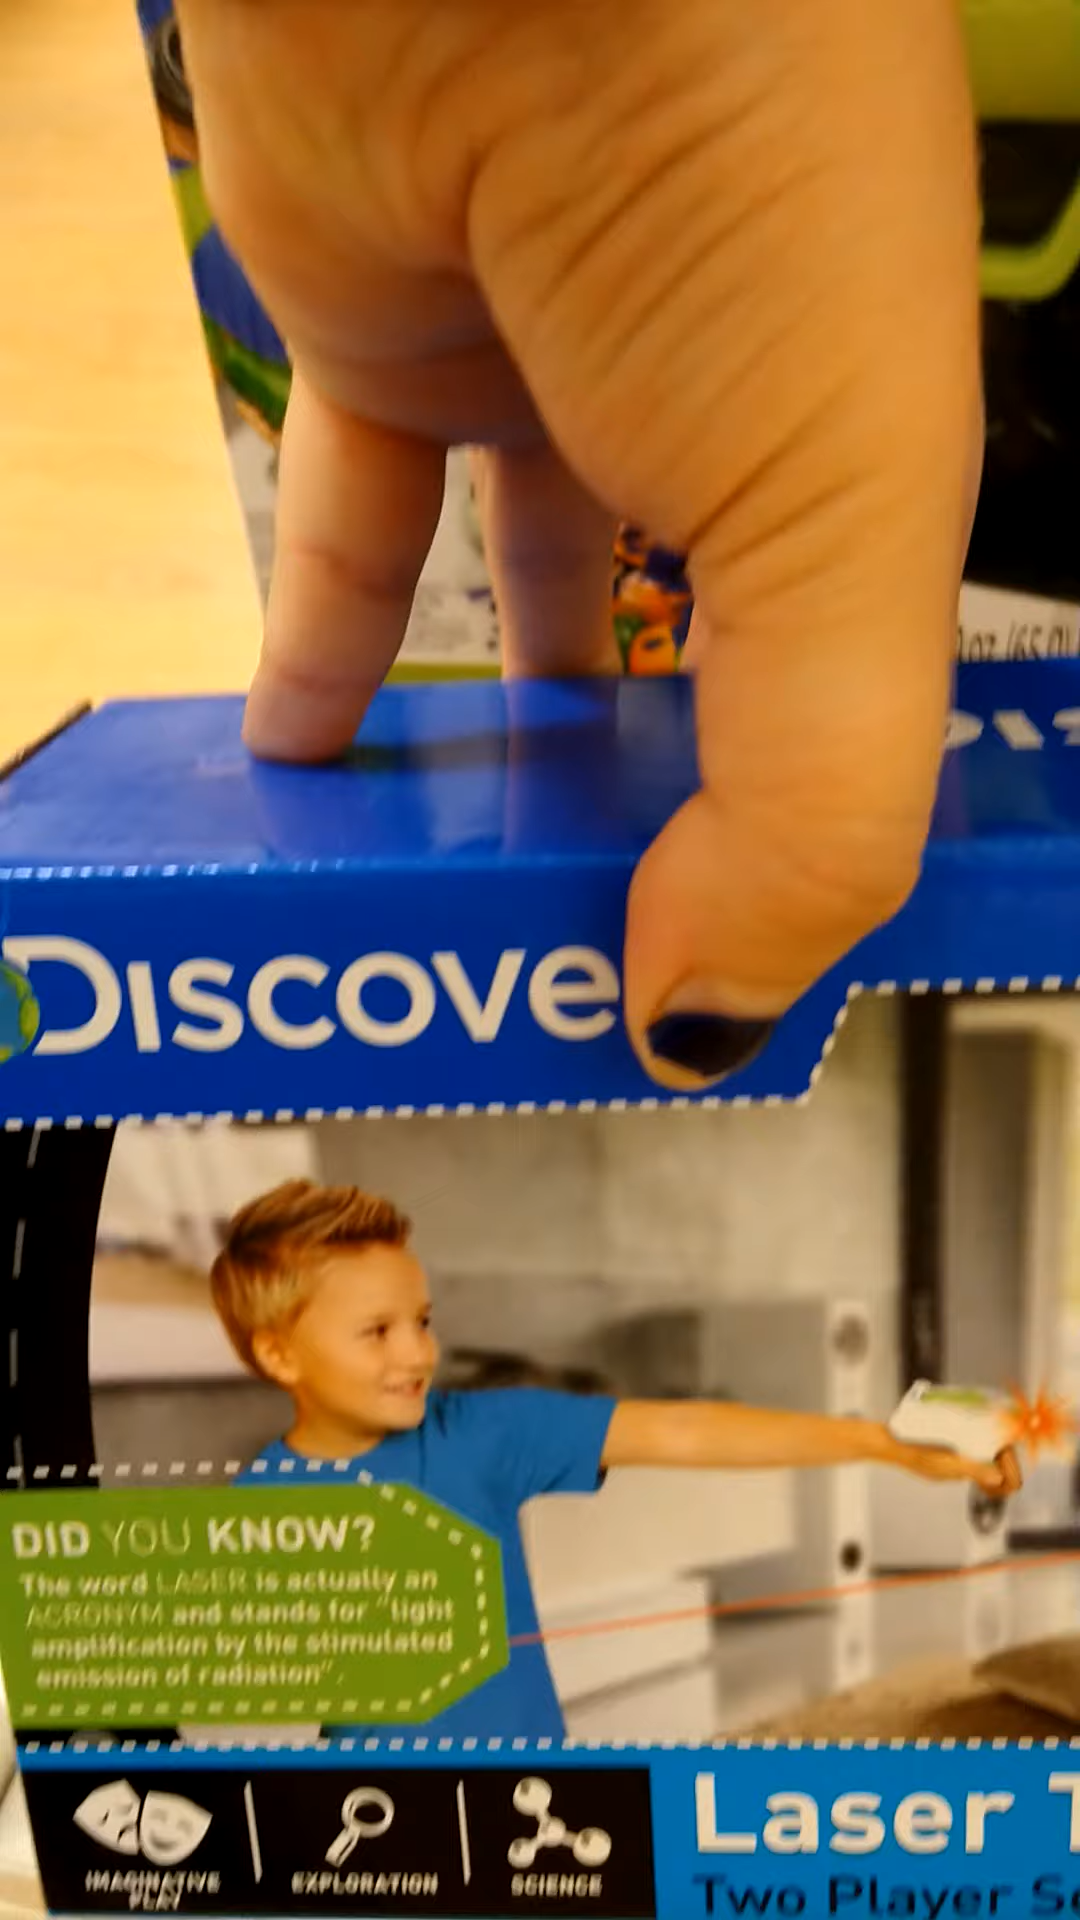 Discove
DID YOU KNOW?
The word LASER is actually an
ACRONYM and stands for "light
amplification by the stimulated
emission of radiation".
IMAGINATIVE
PLAY
EXPLORATION
SCIENCE
Laser T
Two Player Se